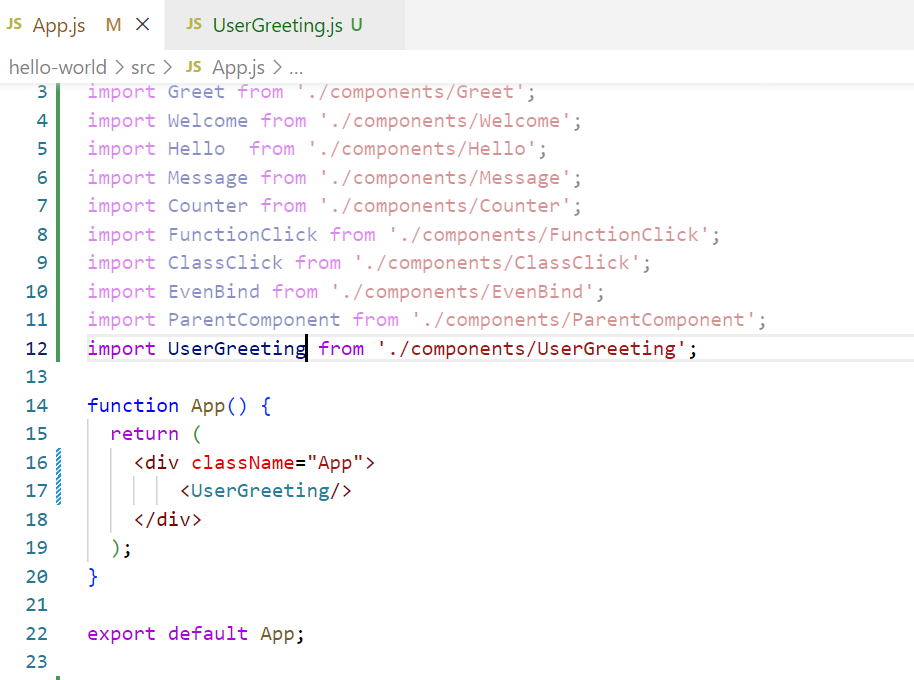 JS App.js M ×
JS UserGreeting.js U
hello-world > src > JS App.js > ...
3 import Greet from './components/Greet';
4 import Welcome from './components/Welcome';
5 import Hello  from './components/Hello';
6 import Message from './components/Message';
7 import Counter from './components/Counter';
8 import FunctionClick from './components/FunctionClick';
9 import ClassClick from './components/ClassClick';
10 import EvenBind from './components/EvenBind';
11 import ParentComponent from './components/ParentComponent';
12 import UserGreeting from './components/UserGreeting';
13
14 function App() {
15   return (
16     <div className="App">
17         <UserGreeting/>
18     </div>
19   );
20 }
21
22 export default App;
23